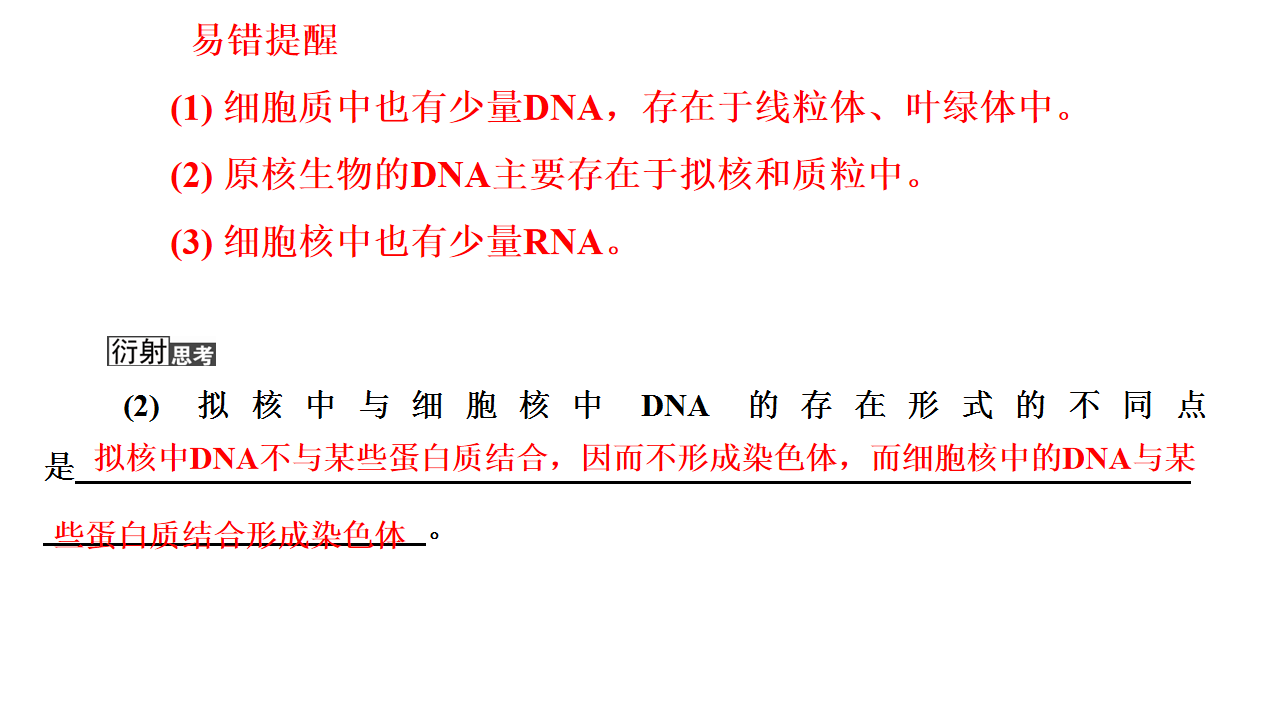 易错提醒
(1) 细胞质中也有少量DNA，存在于线粒体、叶绿体中。
(2) 原核生物的DNA主要存在于拟核和质粒中。
(3) 细胞核中也有少量RNA。
衍射思考
(2) 拟核中与细胞核中 DNA 的存在形式的不同点
是拟核中DNA不与某些蛋白质结合，因而不形成染色体，而细胞核中的DNA与某
些蛋白质结合形成染色体。